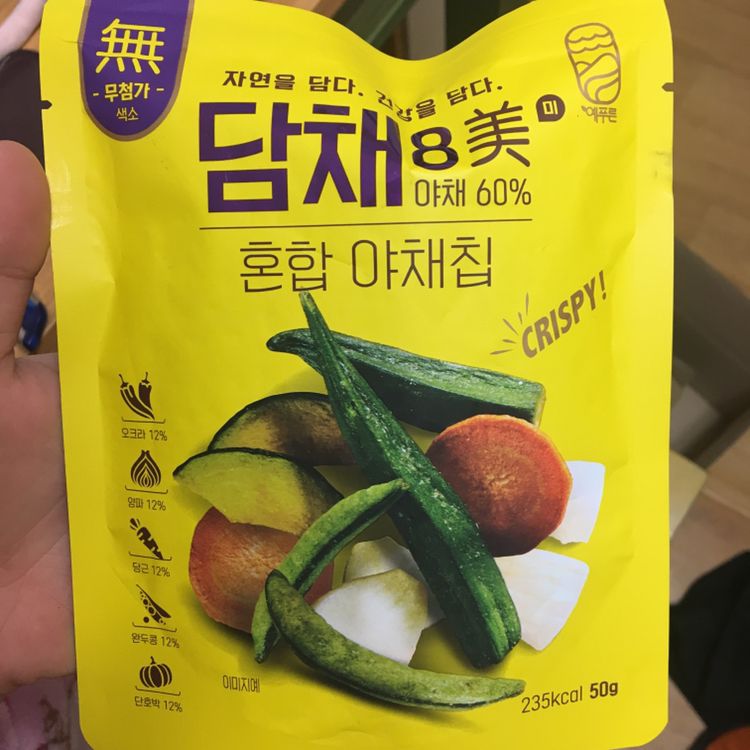 無
- 무첨가 -
색소
자연을 담다. 건강을 담다.
예푸른
담채8美 미
야채 60%
혼합 야채칩
CRISPY!
오크라 12%
양파 12%
당근 12%
완두콩 12%
단호박 12%
이미지예
235kcal 50g